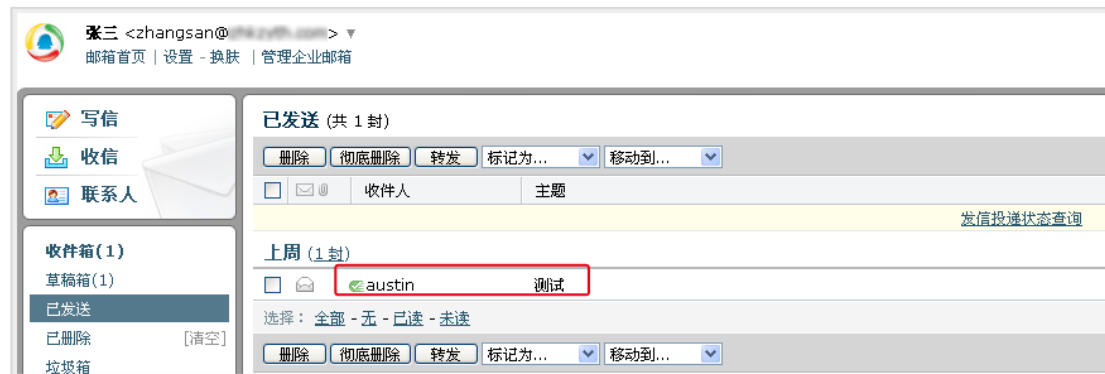 张三 <zhangsan@ > ▼
邮箱首页 | 设置 - 换肤 | 管理企业邮箱
写信
收信
联系人
收件箱(1)
草稿箱(1)
已发送
已删除 [清空]
垃圾箱
已发送 (共 1 封)
删除 彻底删除 转发 标记为... 移动到...
收件人 主题
发信投递状态查询
上周 (1 封)
austin 测试
选择： 全部 - 无 - 已读 - 未读
删除 彻底删除 转发 标记为... 移动到...